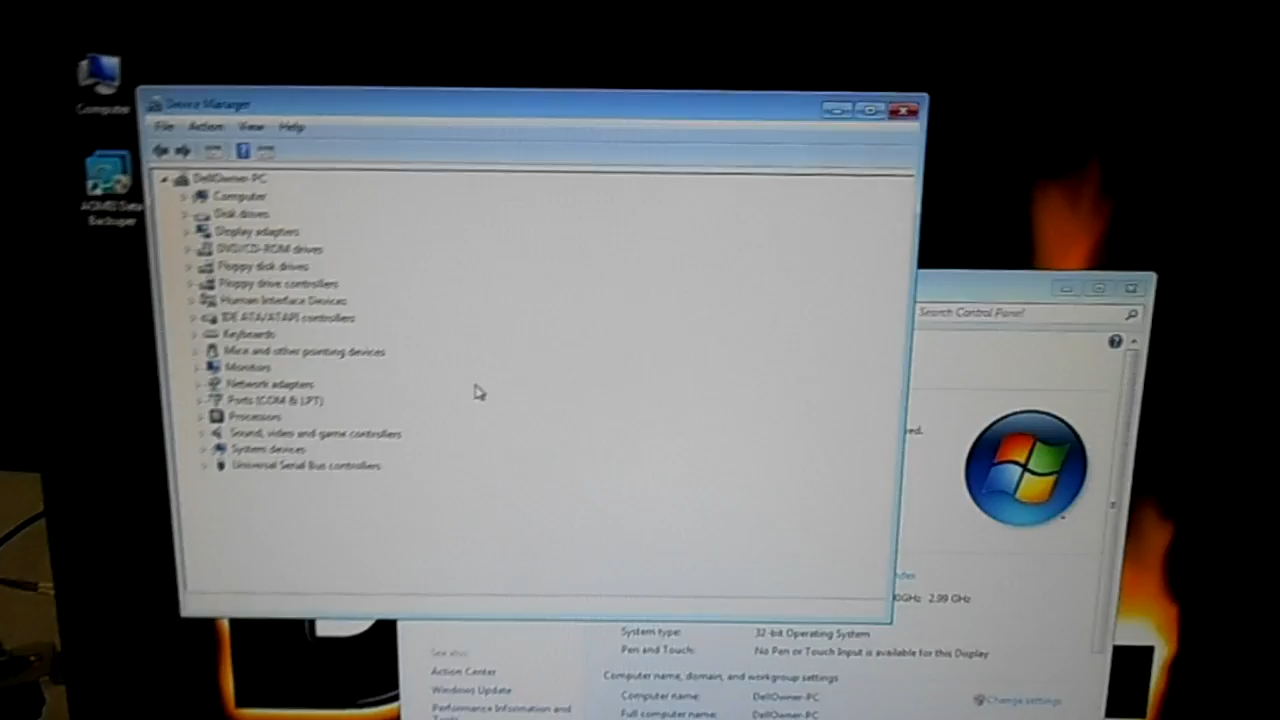 Computer
Backuper
Device Manager
File Action View Help
DellOwner-PC
Computer
Disk drives
Display adapters
DVD/CD-ROM drives
Floppy disk drives
Floppy drive controllers
Human Interface Devices
IDE ATA/ATAPI controllers
Keyboards
Mice and other pointing devices
Monitors
Network adapters
Ports (COM & LPT)
Processors
Sound, video and game controllers
System devices
Universal Serial Bus controllers
Search Control Panel
ed.
0GHz 2.99 GHz
System type: 32-bit Operating System
Pen and Touch: No Pen or Touch Input is available for this Display
Computer name, domain, and workgroup settings
Computer name: DellOwner-PC
Change settings
Full computer name: DellOwner-PC
See also
Action Center
Windows Update
Performance Information and